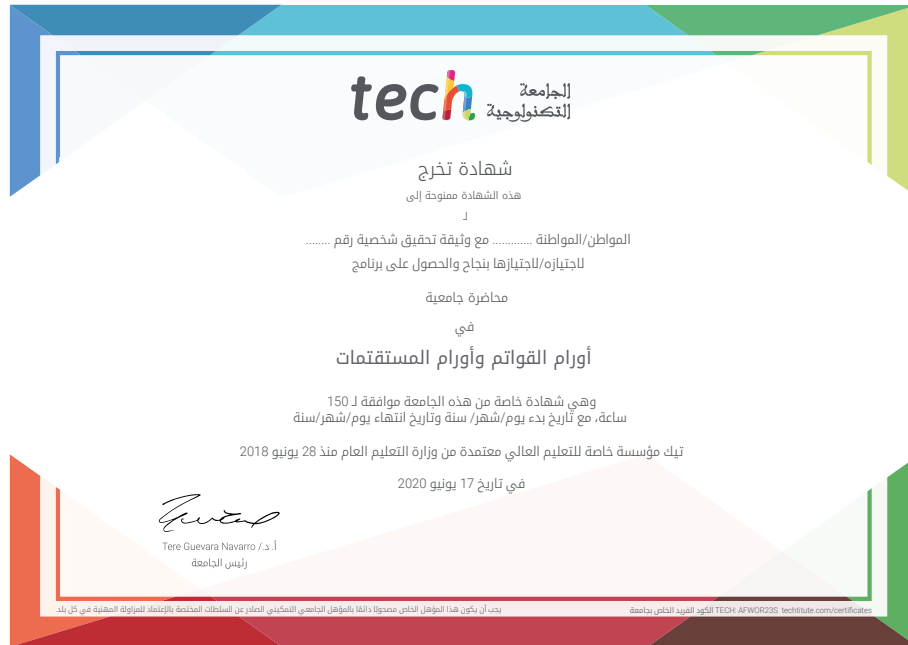 tech الجامعة
التكنولوجية
شهادة تخرج
هذه الشهادة ممنوحة إلى
لـ
المواطن/المواطنة ............ مع وثيقة تحقيق شخصية رقم ........
لاجتيازه/لاجتيازها بنجاح والحصول على برنامج
محاضرة جامعية
في
أورام القواتم وأورام المستقتمات
وهي شهادة خاصة من هذه الجامعة موافقة لـ 150
ساعة، مع تاريخ بدء يوم/شهر/ سنة وتاريخ انتهاء يوم/شهر/سنة
تيك مؤسسة خاصة للتعليم العالي معتمدة من وزارة التعليم العام منذ 28 يونيو 2018
في تاريخ 17 يونيو 2020
أ. د./ Tere Guevara Navarro
رئيس الجامعة
يجب أن يكون هذا المؤهل الخاص مصحوبًا دائمًا بالمؤهل الجامعي التمكيني الصادر عن السلطات المختصة بالإعتماد للمزاولة المهنية في كل بلد.
الكود الفريد الخاص بجامعة TECH: AFWOR23S techtitute.com/certificates